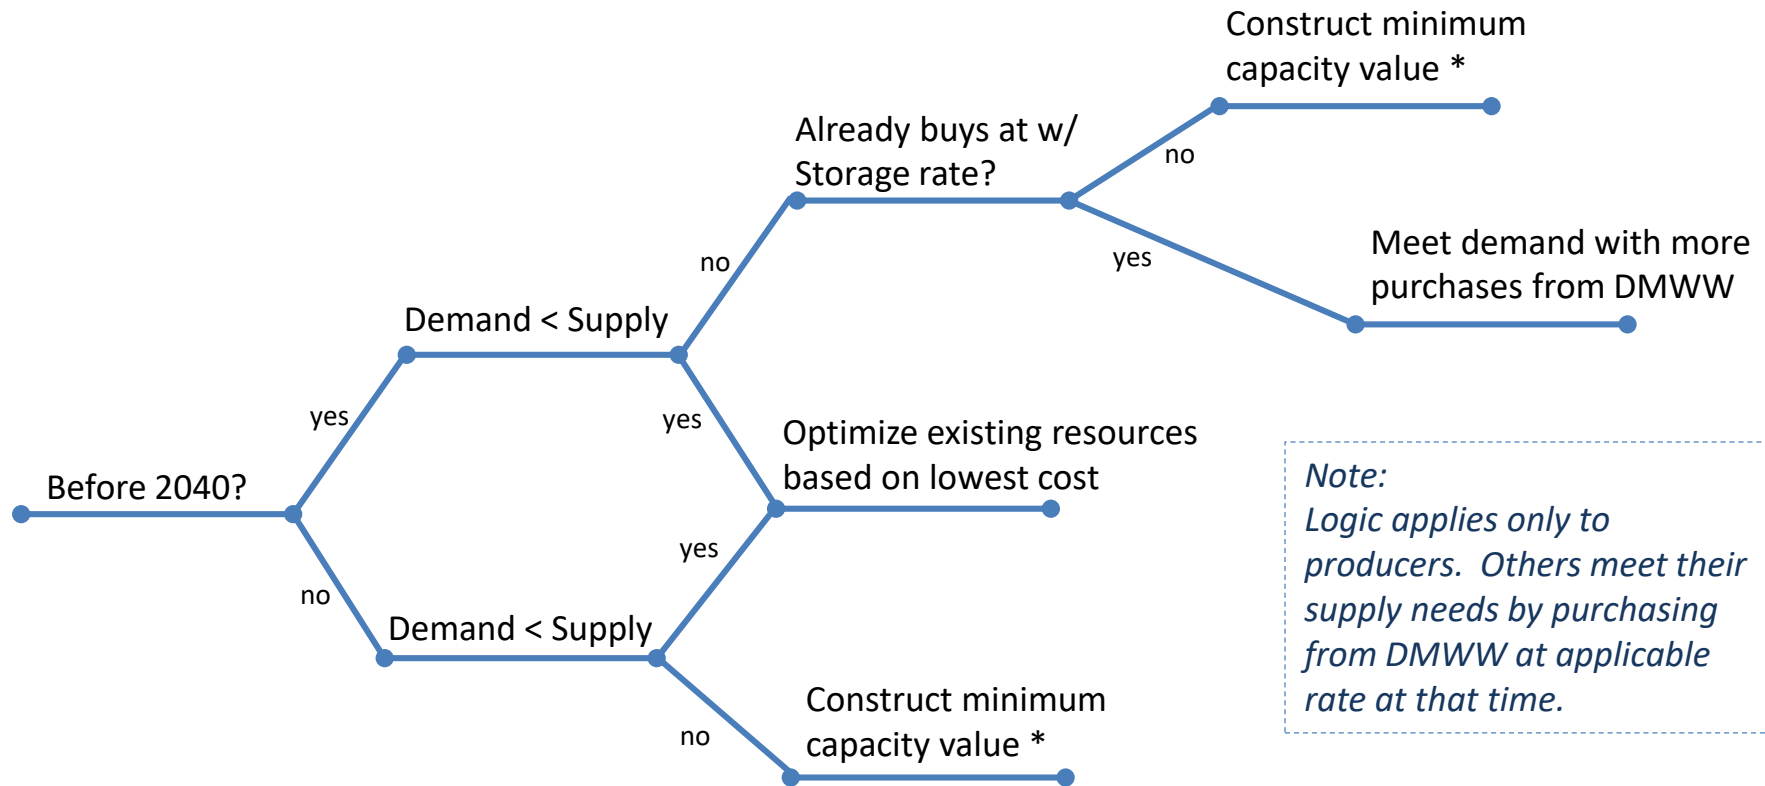 Construct minimum
capacity value *
Already buys at w/
Storage rate?
no
Meet demand with more
purchases from DMWW
yes
no
Demand < Supply
yes
yes
Optimize existing resources
based on lowest cost
Before 2040?
yes
no
Demand < Supply
Construct minimum
capacity value *
no
Note:
Logic applies only to
producers.  Others meet their
supply needs by purchasing
from DMWW at applicable
rate at that time.